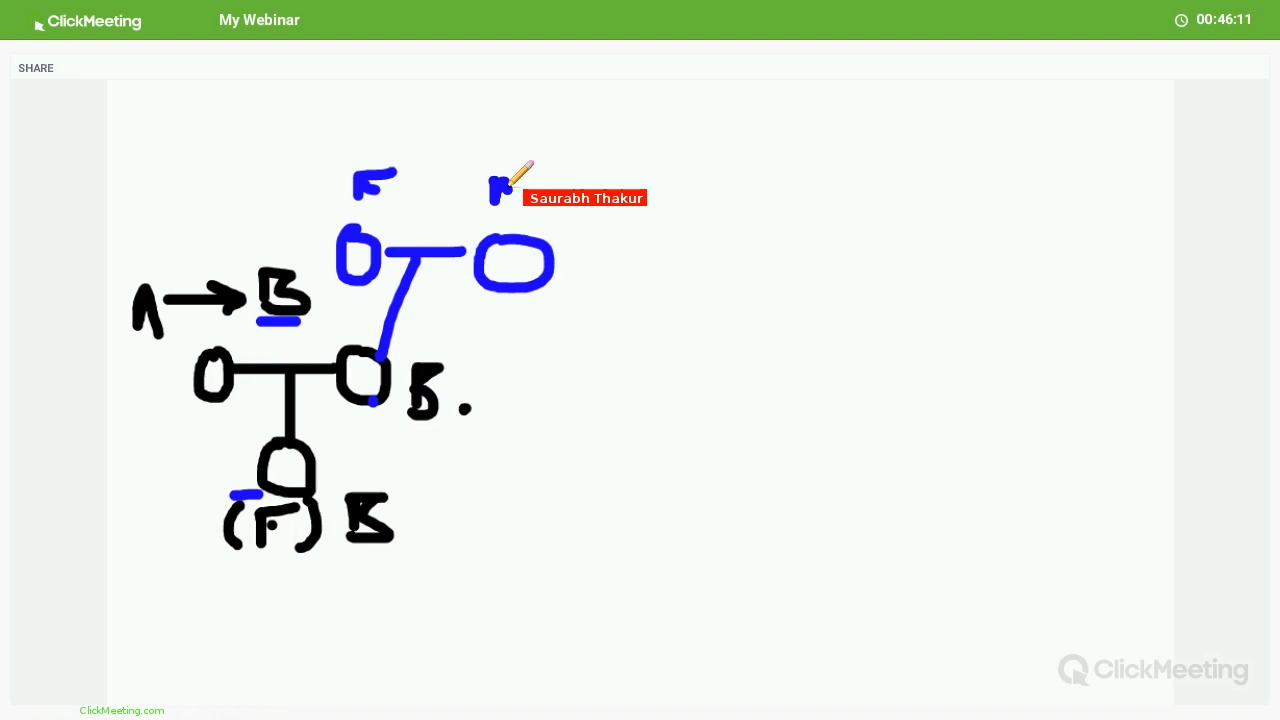 ClickMeeting My Webinar 00:46:11
SHARE
F
Saurabh Thakur
B
B.
(F) B
ClickMeeting
ClickMeeting.com